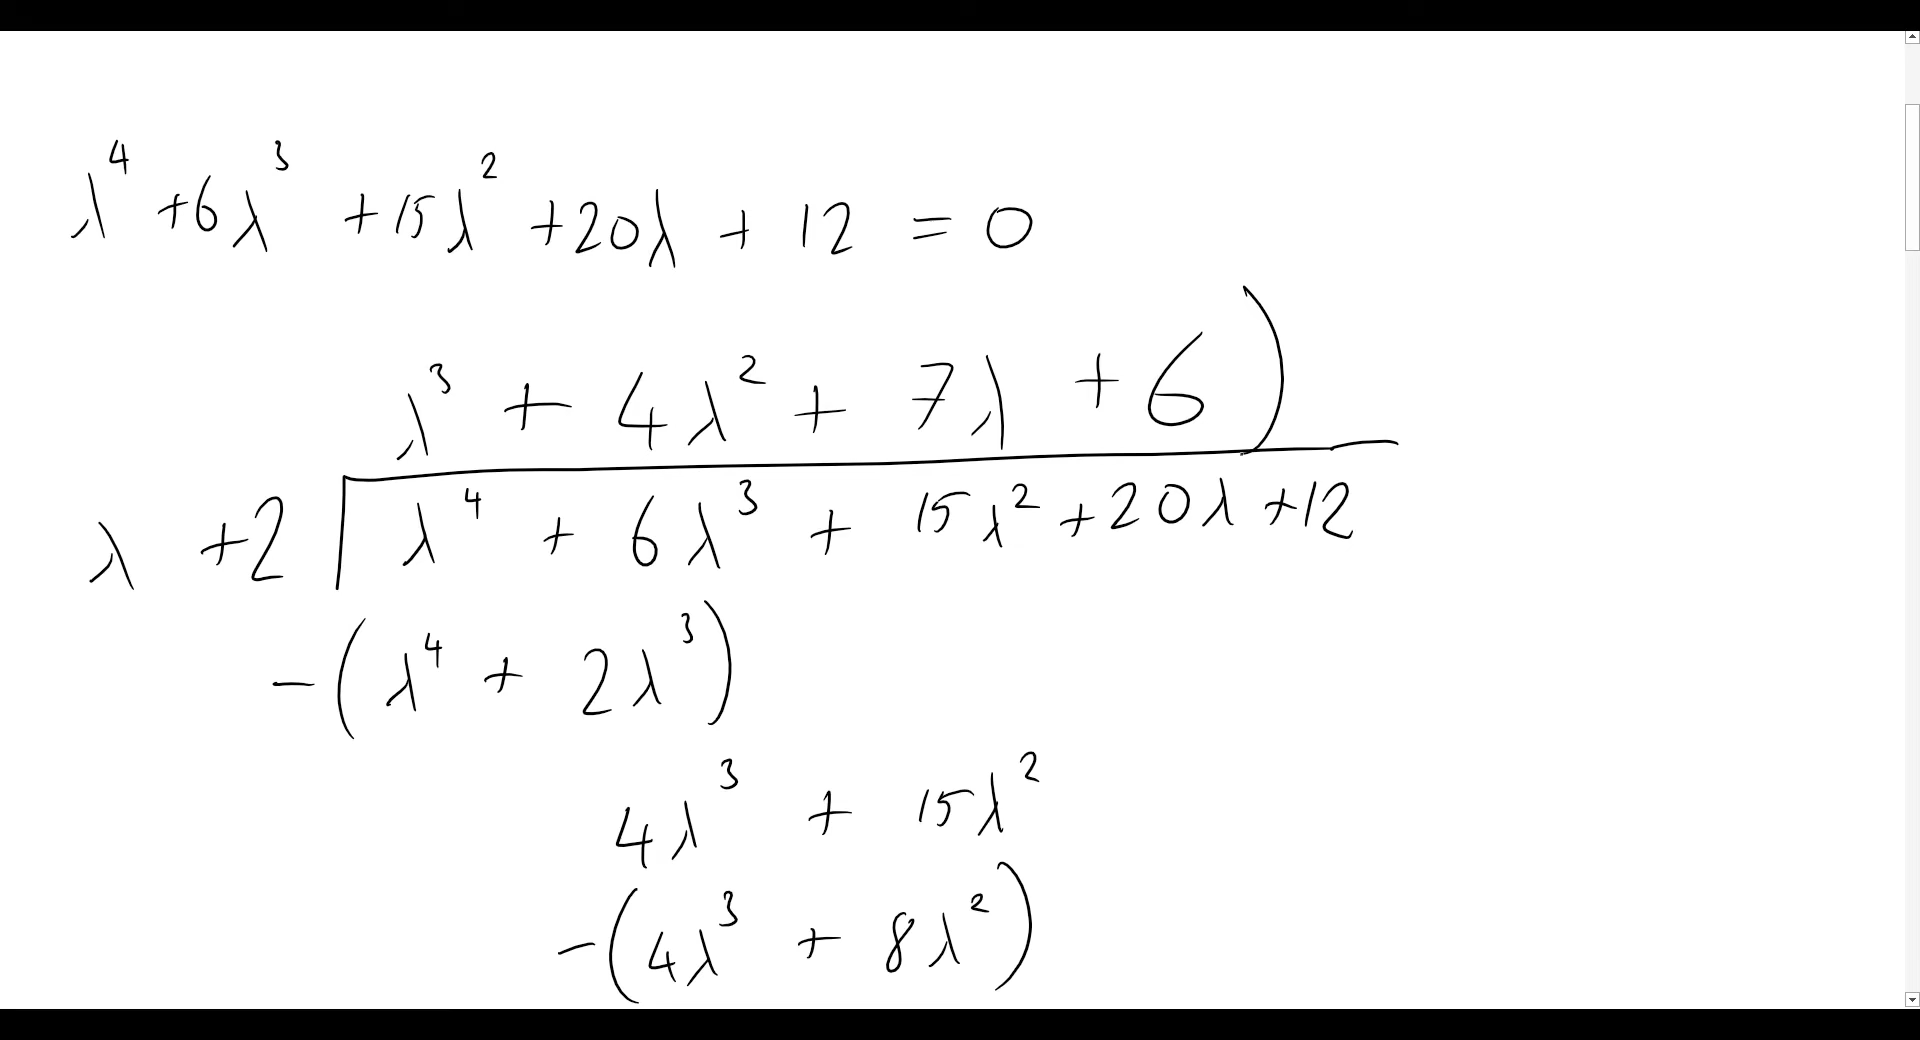 λ⁴ +6λ³ +15λ² +20λ + 12 = 0
λ³ + 4λ² + 7λ +6)
λ +2 | λ⁴ + 6λ³ + 15λ² +20λ +12
-(λ⁴ + 2λ³)
4λ³ + 15λ²
-(4λ³ + 8λ²)